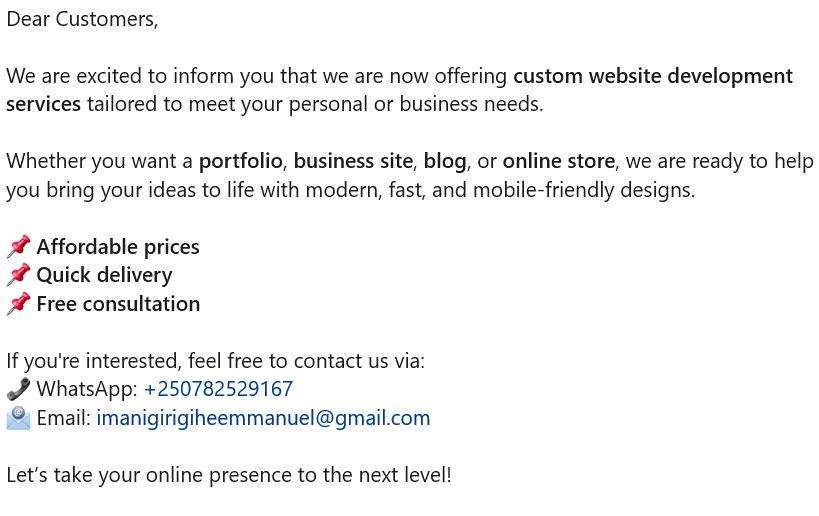 Dear Customers,
We are excited to inform you that we are now offering custom website development
services tailored to meet your personal or business needs.
Whether you want a portfolio, business site, blog, or online store, we are ready to help
you bring your ideas to life with modern, fast, and mobile-friendly designs.
📌 Affordable prices
📌 Quick delivery
📌 Free consultation
If you're interested, feel free to contact us via:
📞 WhatsApp: +250782529167
📧 Email: imanigirigiheemmanuel@gmail.com
Let’s take your online presence to the next level!